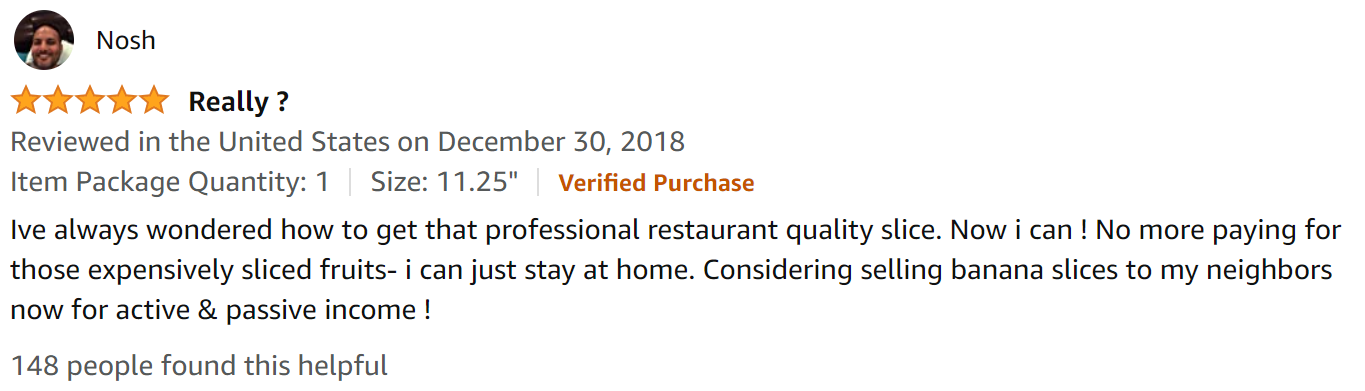 Nosh
Really ?
Reviewed in the United States on December 30, 2018
Item Package Quantity: 1 | Size: 11.25" | Verified Purchase
Ive always wondered how to get that professional restaurant quality slice. Now i can ! No more paying for
those expensively sliced fruits- i can just stay at home. Considering selling banana slices to my neighbors
now for active & passive income !
148 people found this helpful